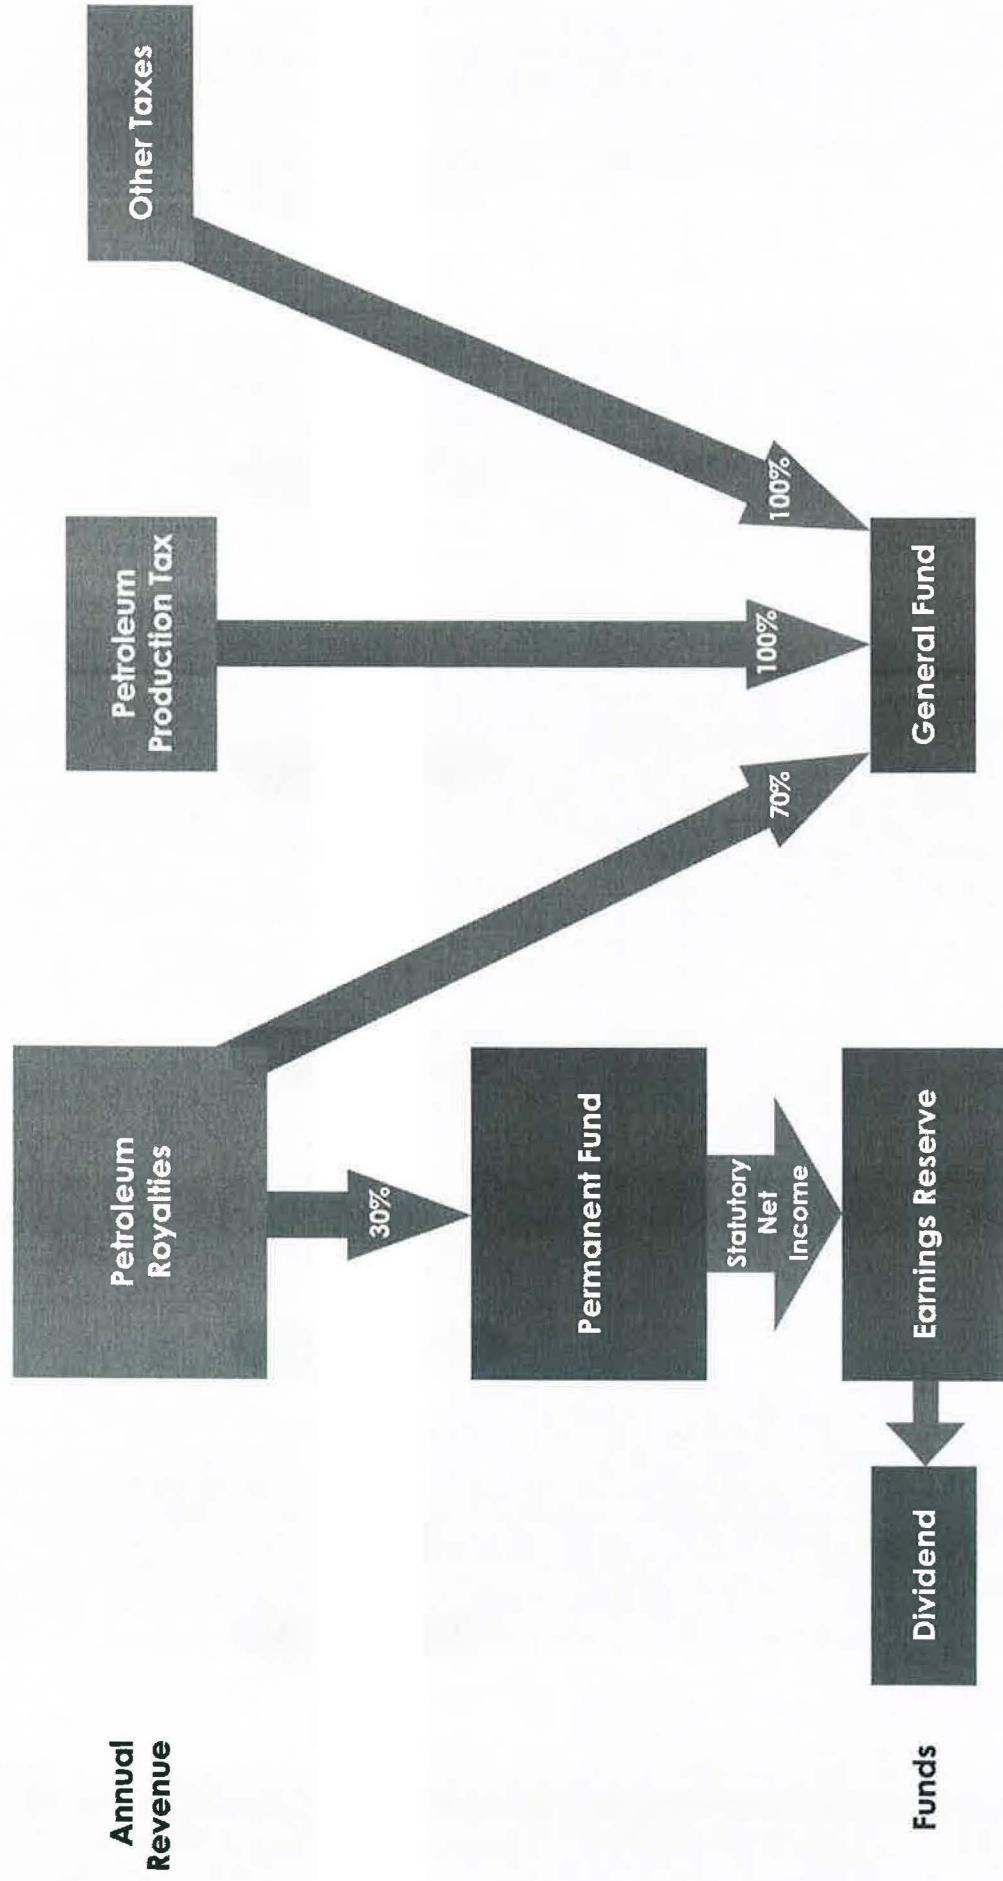 Annual
Revenue
Petroleum
Royalties
Petroleum
Production Tax
Other Taxes
30%
70%
100%
100%
Permanent Fund
Statutory
Net
Income
Funds
Dividend
Earnings Reserve
General Fund